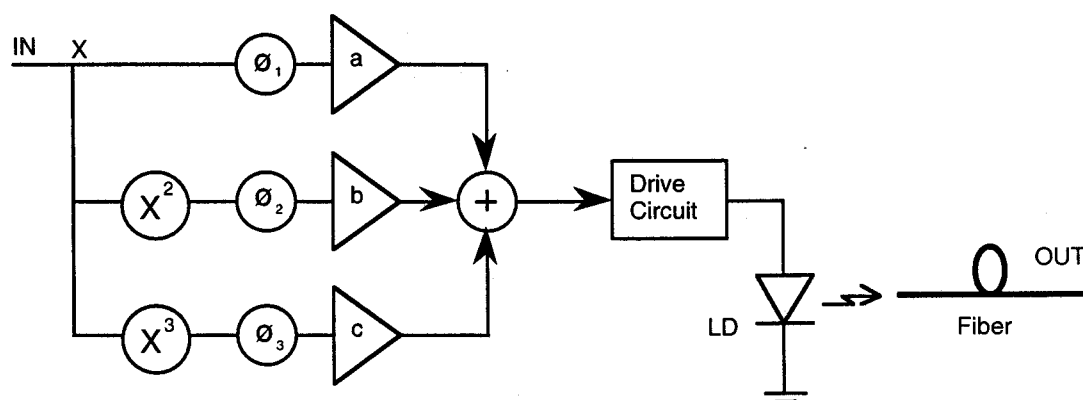 IN X
Ø₁ a
X² Ø₂ b
+
Drive
Circuit
X³ Ø₃ c
LD
OUT
Fiber